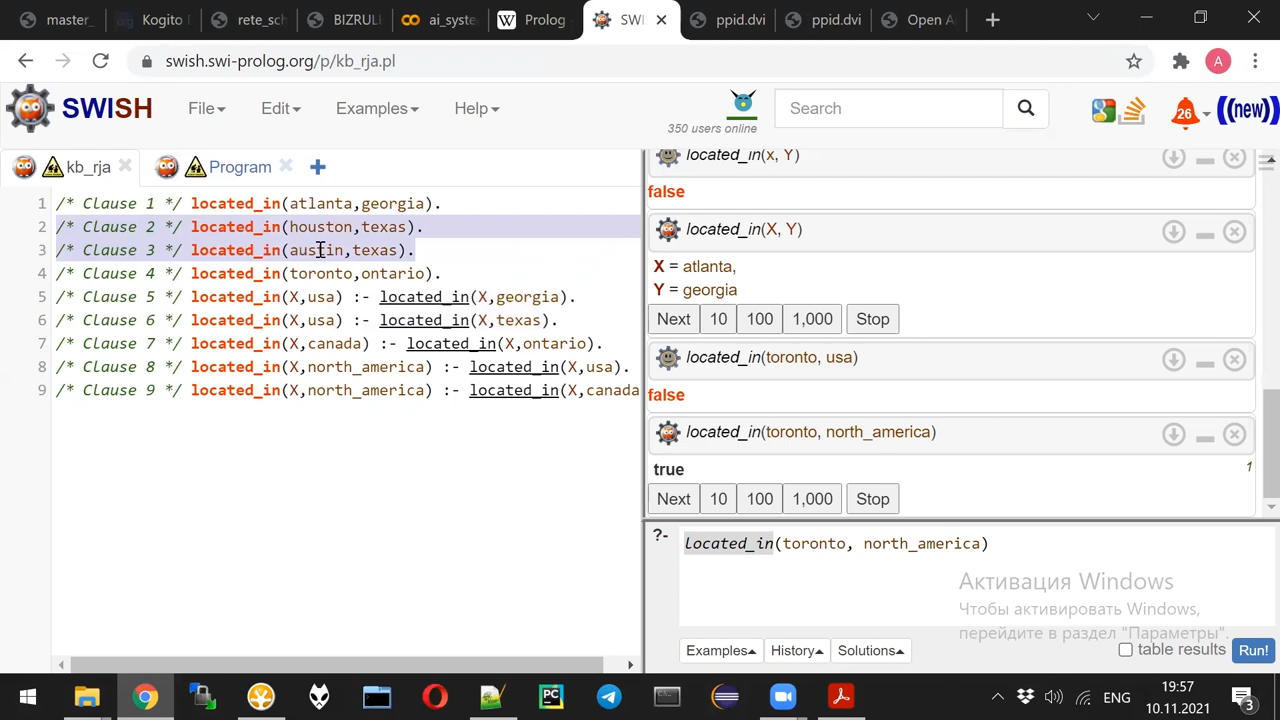 master_
Kogito D
rete_sch
BIZRUL
ai_syste
Prolog
SWI
ppid.dvi
ppid.dvi
Open A
swish.swi-prolog.org/p/kb_rja.pl
A
SWISH
File
Edit
Examples
Help
350 users online
Search
26
((new))
kb_rja
Program
1 /* Clause 1 */ located_in(atlanta,georgia).
2 /* Clause 2 */ located_in(houston,texas).
3 /* Clause 3 */ located_in(austin,texas).
4 /* Clause 4 */ located_in(toronto,ontario).
5 /* Clause 5 */ located_in(X,usa) :- located_in(X,georgia).
6 /* Clause 6 */ located_in(X,usa) :- located_in(X,texas).
7 /* Clause 7 */ located_in(X,canada) :- located_in(X,ontario).
8 /* Clause 8 */ located_in(X,north_america) :- located_in(X,usa).
9 /* Clause 9 */ located_in(X,north_america) :- located_in(X,canada
located_in(x, Y)
false
located_in(X, Y)
X = atlanta,
Y = georgia
Next 10 100 1,000 Stop
located_in(toronto, usa)
false
located_in(toronto, north_america)
true 1
Next 10 100 1,000 Stop
?- located_in(toronto, north_america)
Активация Windows
Чтобы активировать Windows,
перейдите в раздел "Параметры".
table results
Examples History Solutions Run!
PC
ENG
19:57
10.11.2021
3